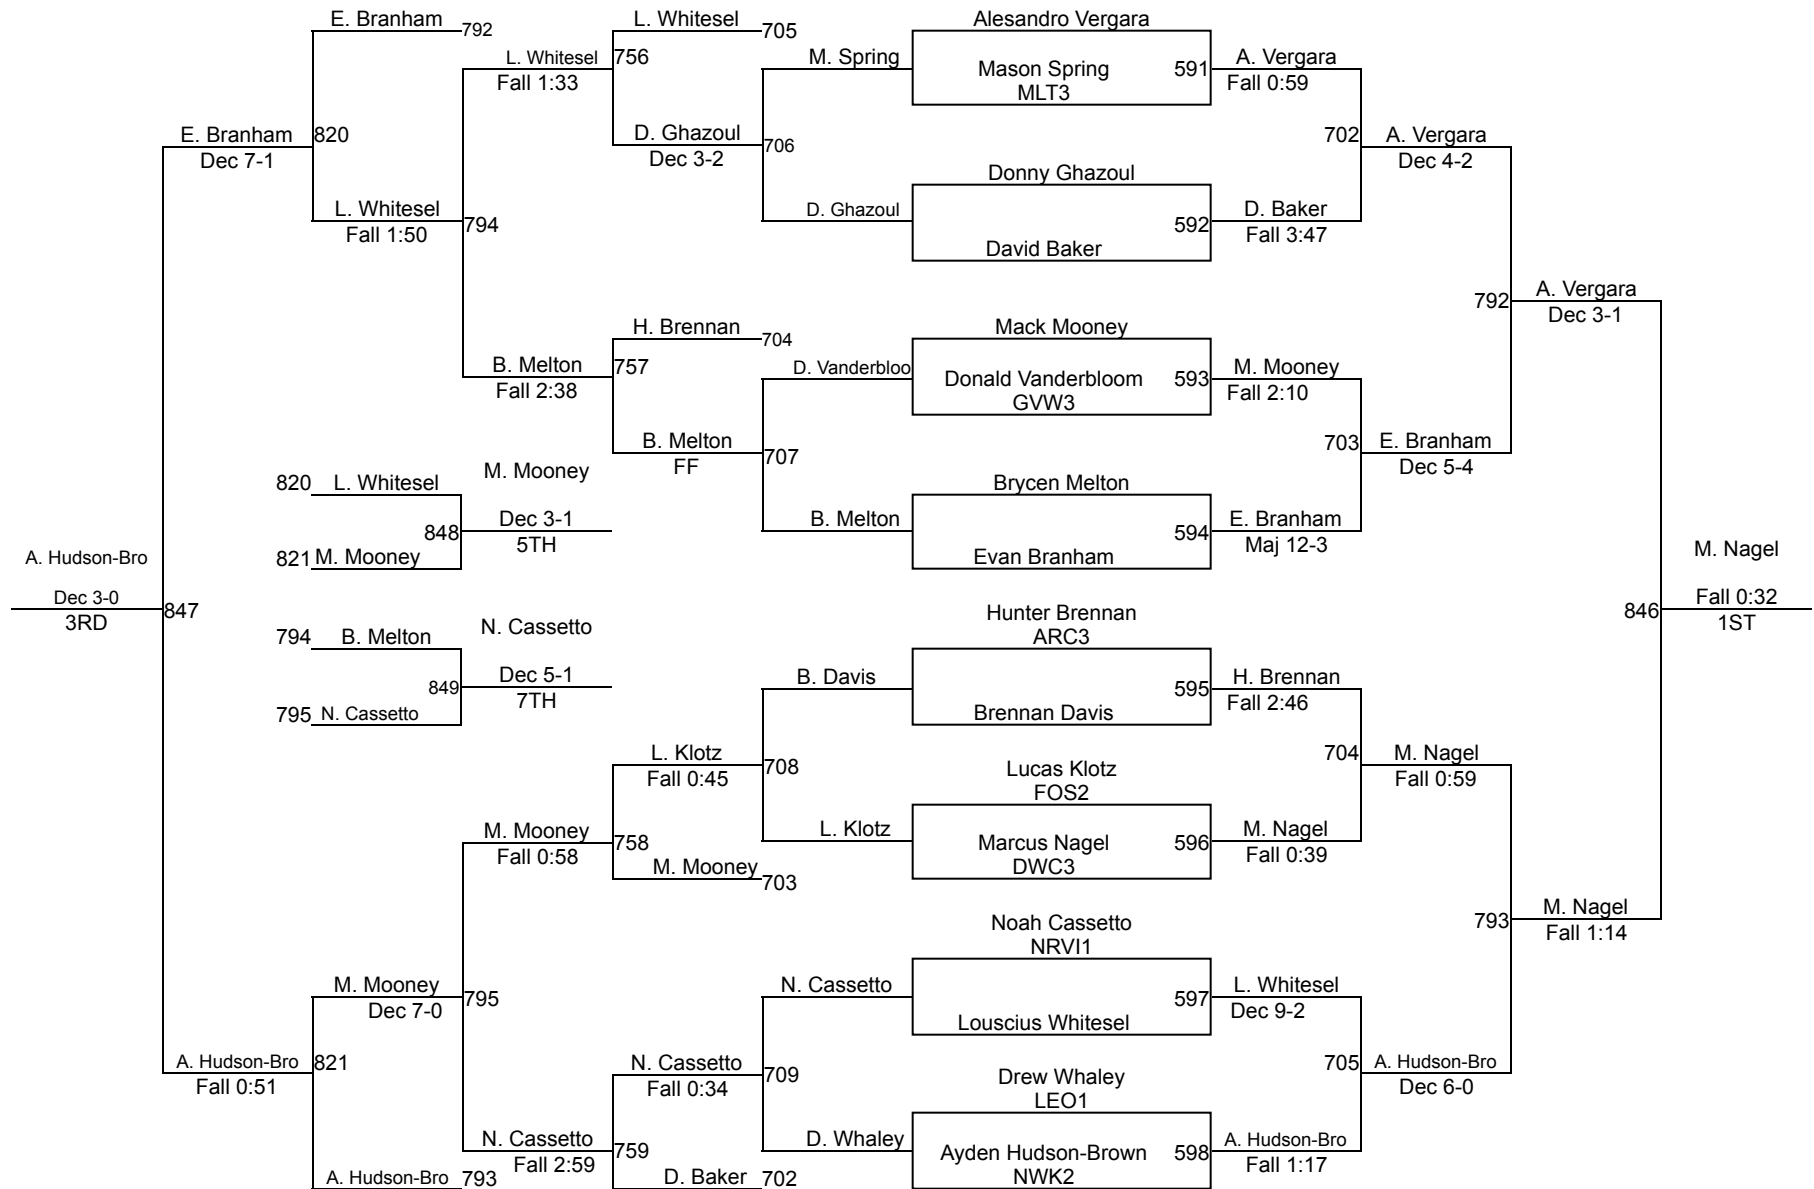 E. Branham
792
L. Whitesel
705
Alesandro Vergara
L. Whitesel
756
M. Spring
Mason Spring
591
A. Vergara
Fall 1:33
MLT3
Fall 0:59
E. Branham
820
D. Ghazoul
706
702
A. Vergara
Dec 7-1
Dec 3-2
Dec 4-2
Donny Ghazoul
L. Whitesel
794
D. Ghazoul
592
D. Baker
Fall 1:50
David Baker
Fall 3:47
792
A. Vergara
Dec 3-1
H. Brennan
704
Mack Mooney
B. Melton
757
D. Vanderbloo
Donald Vanderbloom
593
M. Mooney
Fall 2:38
GVW3
Fall 2:10
B. Melton
707
703
E. Branham
FF
Dec 5-4
820
L. Whitesel
M. Mooney
Brycen Melton
848
Dec 3-1
B. Melton
594
E. Branham
5TH
Maj 12-3
821
M. Mooney
Evan Branham
A. Hudson-Bro
M. Nagel
Dec 3-0
847
846
Fall 0:32
3RD
1ST
Hunter Brennan
794
B. Melton
N. Cassetto
ARC3
849
Dec 5-1
B. Davis
595
H. Brennan
7TH
Fall 2:46
795
N. Cassetto
Brennan Davis
L. Klotz
708
704
M. Nagel
Fall 0:45
Fall 0:59
Lucas Klotz
FOS2
M. Mooney
758
L. Klotz
Marcus Nagel
596
M. Nagel
Fall 0:58
DWC3
Fall 0:39
M. Mooney
703
793
M. Nagel
Fall 1:14
Noah Cassetto
NRVI1
M. Mooney
795
N. Cassetto
597
L. Whitesel
Dec 7-0
Dec 9-2
Louscius Whitesel
A. Hudson-Bro
821
N. Cassetto
709
705
A. Hudson-Bro
Fall 0:51
Fall 0:34
Dec 6-0
Drew Whaley
LEO1
N. Cassetto
759
D. Whaley
Ayden Hudson-Brown
598
A. Hudson-Bro
Fall 2:59
NWK2
Fall 1:17
A. Hudson-Bro
793
D. Baker
702